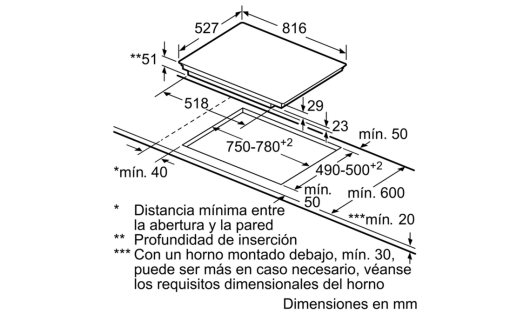 527
816
**51
518
29
23
mín. 50
750-780+2
490-500+2
*mín. 40
mín. 50
mín. 600
***mín. 20
* Distancia mínima entre
la abertura y la pared
** Profundidad de inserción
*** Con un horno montado debajo, mín. 30,
puede ser más en caso necesario, véanse
los requisitos dimensionales del horno
Dimensiones en mm